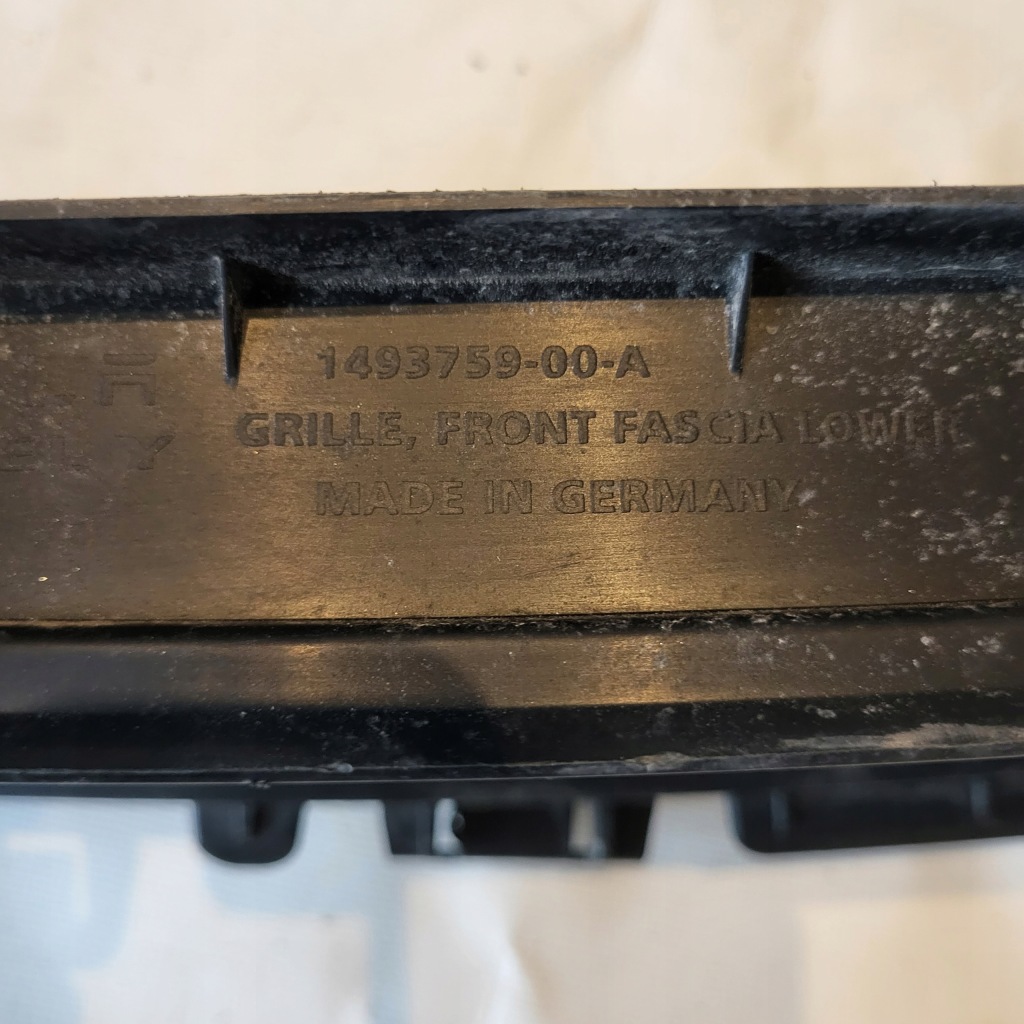 1493759-00-A
GRILLE, FRONT FASCIA LOWER
MADE IN GERMANY